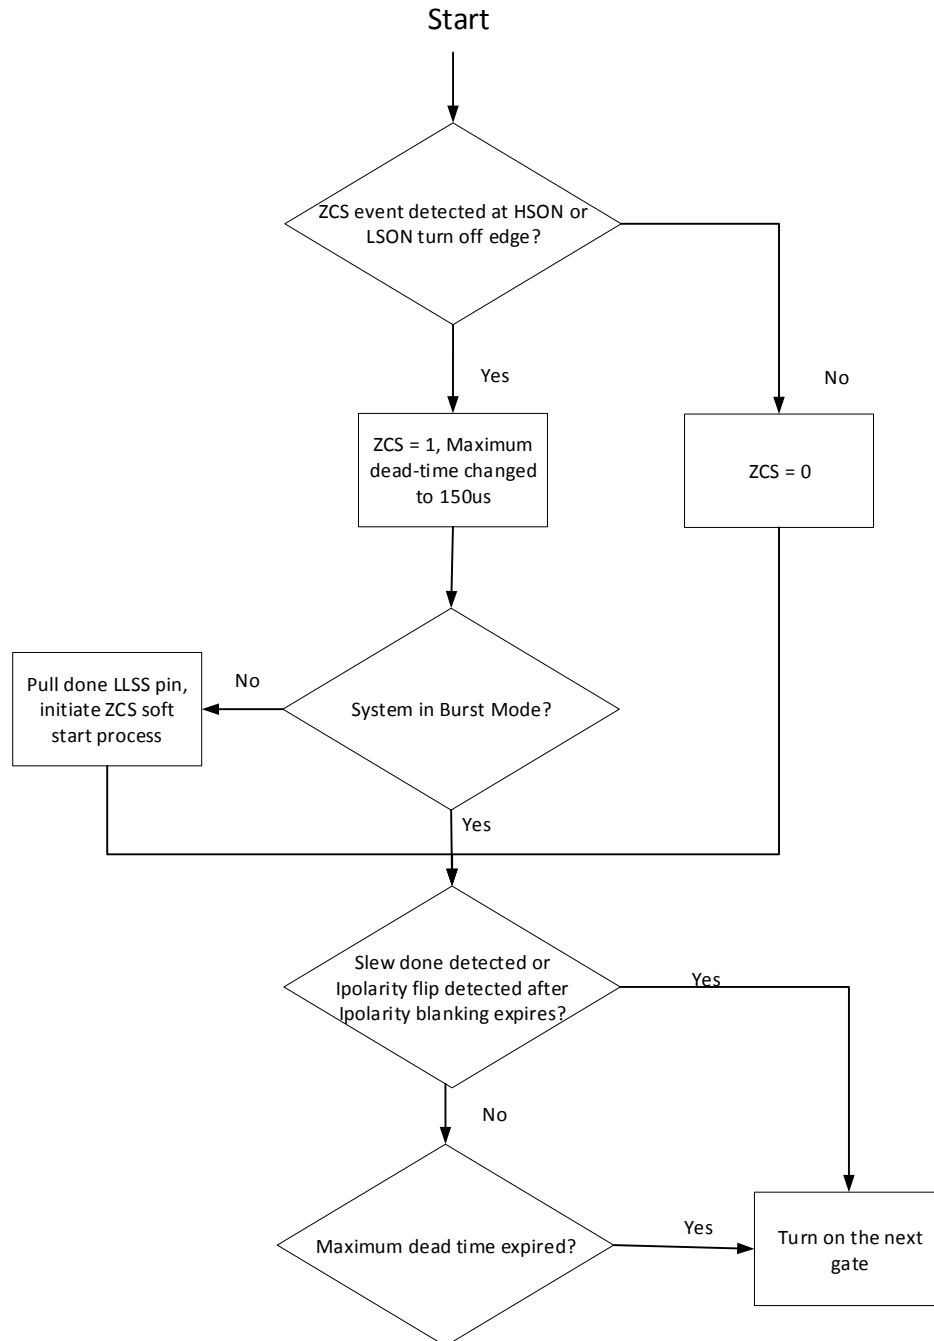 Start
ZCS event detected at HSON or
LSON turn off edge?
Yes
No
ZCS = 1, Maximum
dead-time changed
to 150us
ZCS = 0
Pull done LLSS pin,
initiate ZCS soft
start process
No
System in Burst Mode?
Yes
Slew done detected or
Ipolarity flip detected after
Ipolarity blanking expires?
Yes
No
Maximum dead time expired?
Yes
Turn on the next
gate